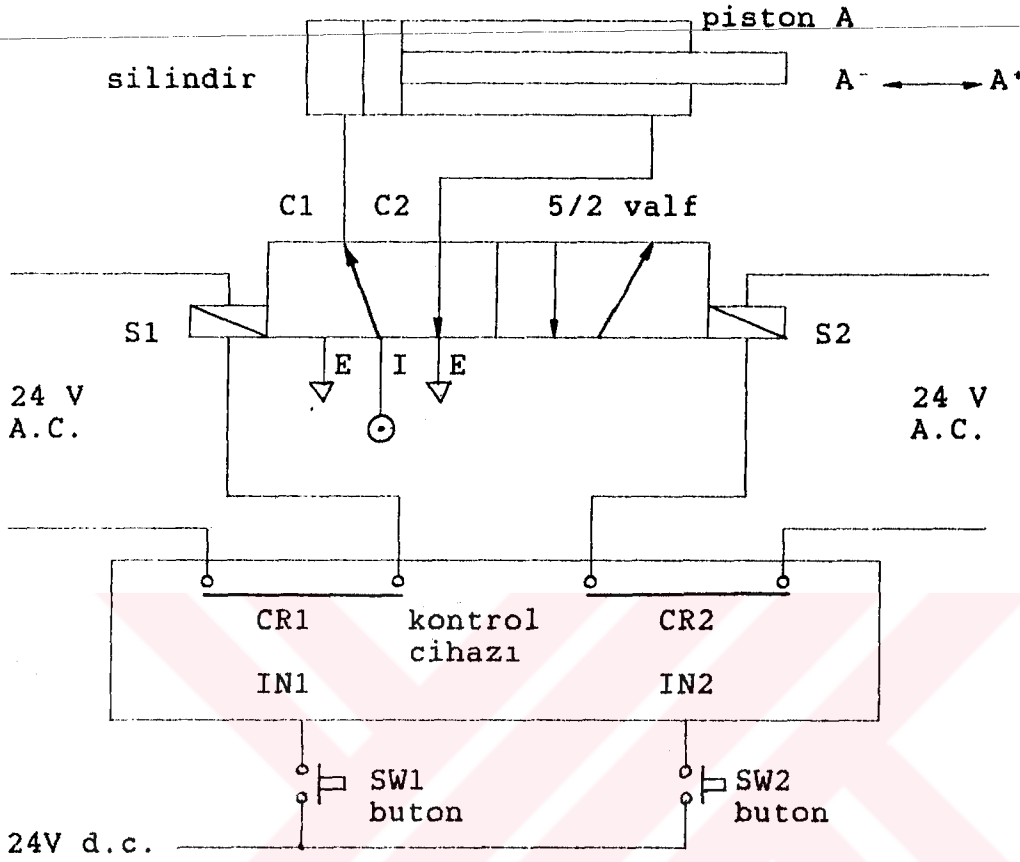 piston A
silindir
A- A+
C1 C2 5/2 valf
S1 S2
E I E
24 V
A.C.
24 V
A.C.
CR1 kontrol
cihazı
CR2
IN1 IN2
SW1
buton
SW2
buton
24V d.c.